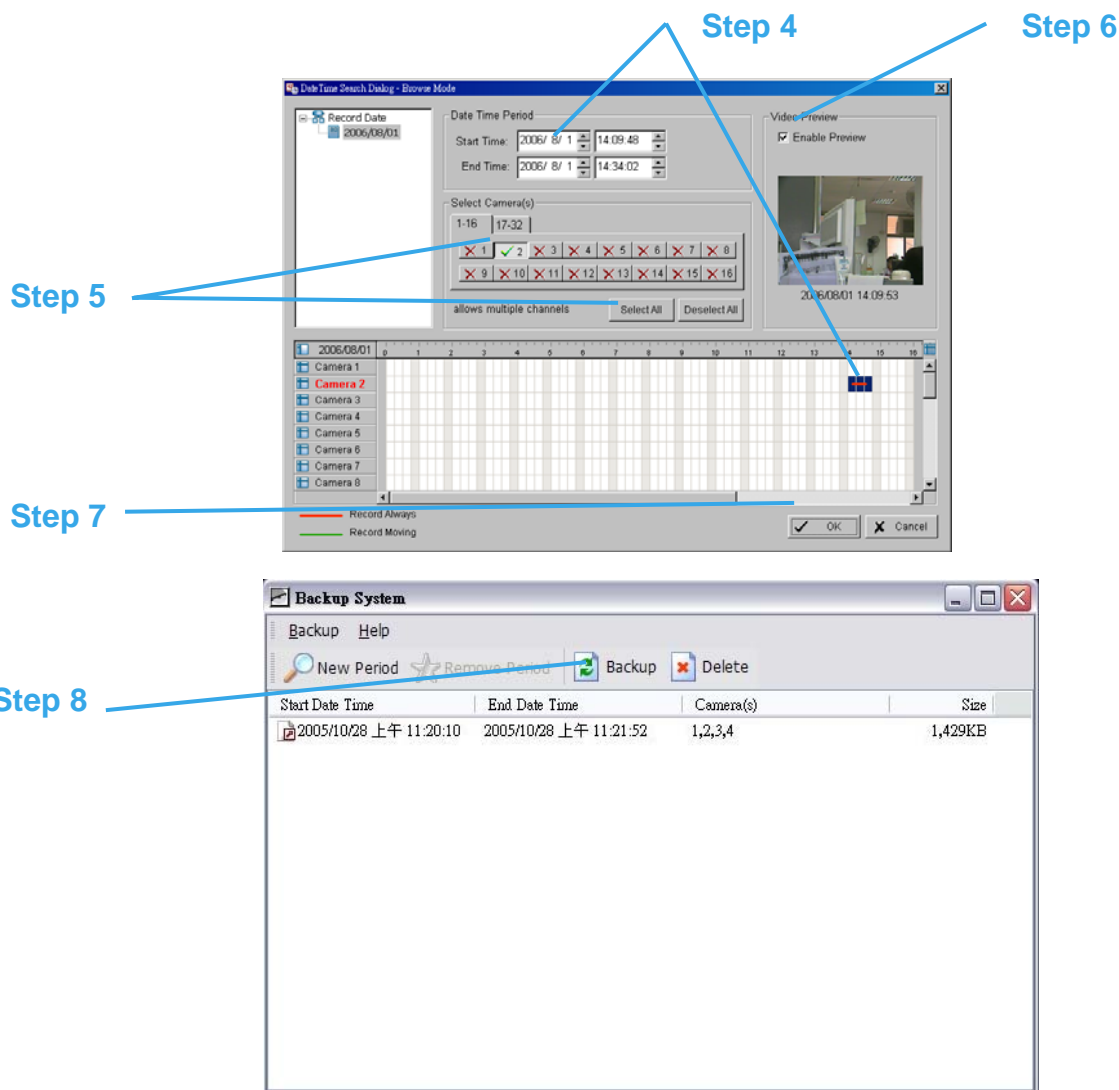 Step 4
Step 6
DateTime Search Dialog - Browse Mode
Record Date
2006/08/01
Date Time Period
Start Time: 2006/ 8/ 1 14:09:48
End Time: 2006/ 8/ 1 14:34:02
Video Preview
Enable Preview
2006/08/01 14:09:53
Select Camera(s)
1-16 17-32
1 2 3 4 5 6 7 8
9 10 11 12 13 14 15 16
allows multiple channels Select All Deselect All
Step 5
2006/08/01 0 1 2 3 4 5 6 7 8 9 10 11 12 13 14 15 16
Camera 1
Camera 2
Camera 3
Camera 4
Camera 5
Camera 6
Camera 7
Camera 8
Step 7
Record Always
Record Moving
OK Cancel
Backup System
Backup Help
New Period Remove Period Backup Delete
Step 8
Start Date Time End Date Time Camera(s) Size
2005/10/28 上午 11:20:10 2005/10/28 上午 11:21:52 1,2,3,4 1,429KB